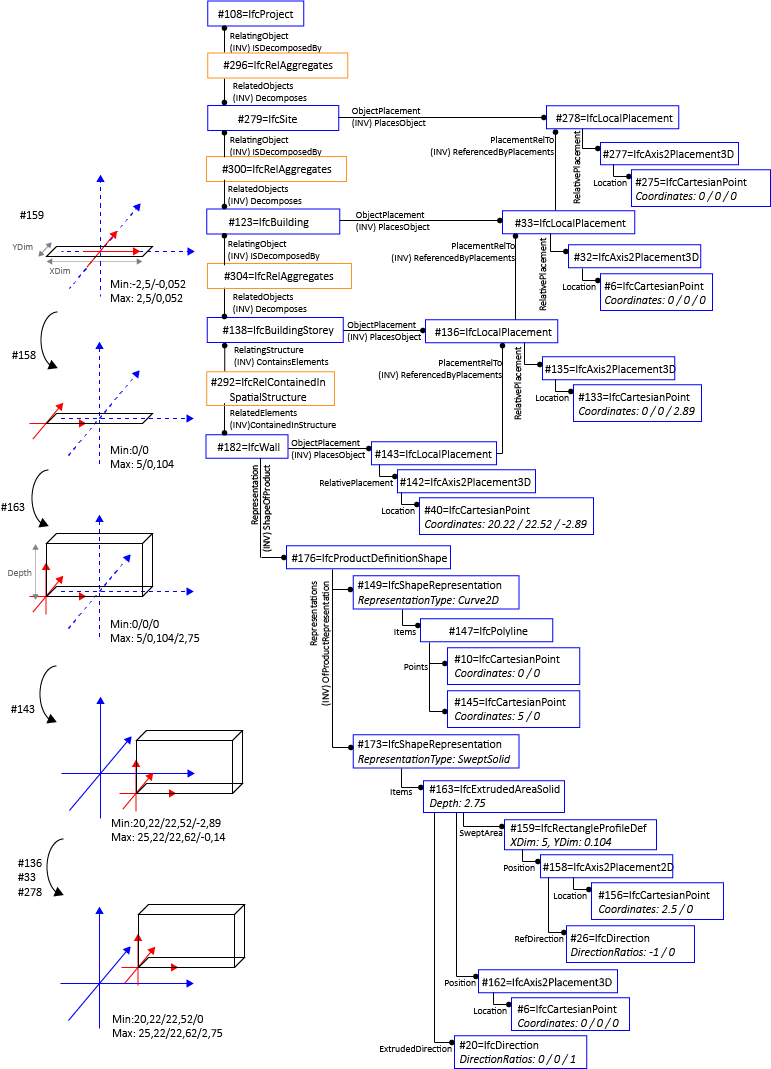 #108=IfcProject
RelatingObject
(INV) ISDecomposedBy
#296=IfcRelAggregates
RelatedObjects
(INV) Decomposes
#279=IfcSite
ObjectPlacement
(INV) PlacesObject
#278=IfcLocalPlacement
RelatingObject
(INV) ISDecomposedBy
PlacementRelTo
(INV) ReferencedByPlacements
RelativePlacement
#277=IfcAxis2Placement3D
Location
#275=IfcCartesianPoint
Coordinates: 0 / 0 / 0
#300=IfcRelAggregates
RelatedObjects
(INV) Decomposes
#123=IfcBuilding
ObjectPlacement
(INV) PlacesObject
#33=IfcLocalPlacement
RelatingObject
(INV) ISDecomposedBy
PlacementRelTo
(INV) ReferencedByPlacements
RelativePlacement
#32=IfcAxis2Placement3D
Location
#6=IfcCartesianPoint
Coordinates: 0 / 0 / 0
#304=IfcRelAggregates
RelatedObjects
(INV) Decomposes
#138=IfcBuildingStorey
ObjectPlacement
(INV) PlacesObject
#136=IfcLocalPlacement
RelatingStructure
(INV) ContainsElements
PlacementRelTo
(INV) ReferencedByPlacements
RelativePlacement
#135=IfcAxis2Placement3D
Location
#133=IfcCartesianPoint
Coordinates: 0 / 0 / 2.89
#292=IfcRelContainedIn
SpatialStructure
RelatedElements
(INV)ContainedInStructure
#182=IfcWall
ObjectPlacement
(INV) PlacesObject
#143=IfcLocalPlacement
RelativePlacement
#142=IfcAxis2Placement3D
Location
#40=IfcCartesianPoint
Coordinates: 20.22 / 22.52 / -2.89
Representation
(INV) ShapeOfProduct
#176=IfcProductDefinitionShape
Representations
(INV) OfProductRepresentation
#149=IfcShapeRepresentation
RepresentationType: Curve2D
Items
#147=IfcPolyline
Points
#10=IfcCartesianPoint
Coordinates: 0 / 0
#145=IfcCartesianPoint
Coordinates: 5 / 0
#173=IfcShapeRepresentation
RepresentationType: SweptSolid
Items
#163=IfcExtrudedAreaSolid
Depth: 2.75
SweptArea
#159=IfcRectangleProfileDef
XDim: 5, YDim: 0.104
Position
#158=IfcAxis2Placement2D
Location
#156=IfcCartesianPoint
Coordinates: 2.5 / 0
RefDirection
#26=IfcDirection
DirectionRatios: -1 / 0
Position
#162=IfcAxis2Placement3D
Location
#6=IfcCartesianPoint
Coordinates: 0 / 0 / 0
ExtrudedDirection
#20=IfcDirection
DirectionRatios: 0 / 0 / 1
#159
YDim
XDim
Min:-2,5/-0,052
Max: 2,5/0,052
#158
Min:0/0
Max: 5/0,104
#163
Depth
Min:0/0/0
Max: 5/0,104/2,75
#143
Min:20,22/22,52/-2,89
Max: 25,22/22,62/-0,14
#136
#33
#278
Min:20,22/22,52/0
Max: 25,22/22,62/2,75